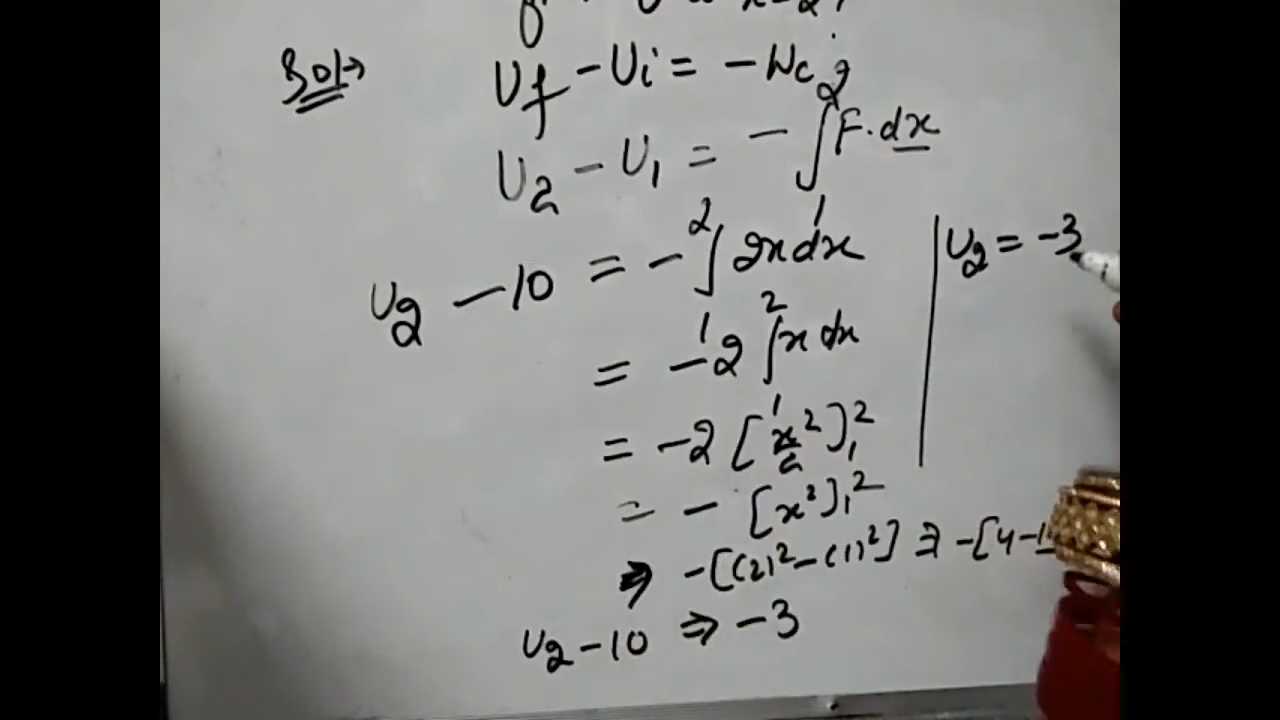 Sol→
Uf - Ui = -Wc
U2 - U1 = - ∫₁² F. dx
U2 - 10 = - ∫₁² 2x dx
= -2 ∫₁² x dx
= -2 [x²/2]₁²
= - [x²]₁²
⇒ -[(2)² - (1)²] ⇒ -[4-1
U2 - 10 ⇒ -3
U2 = -3